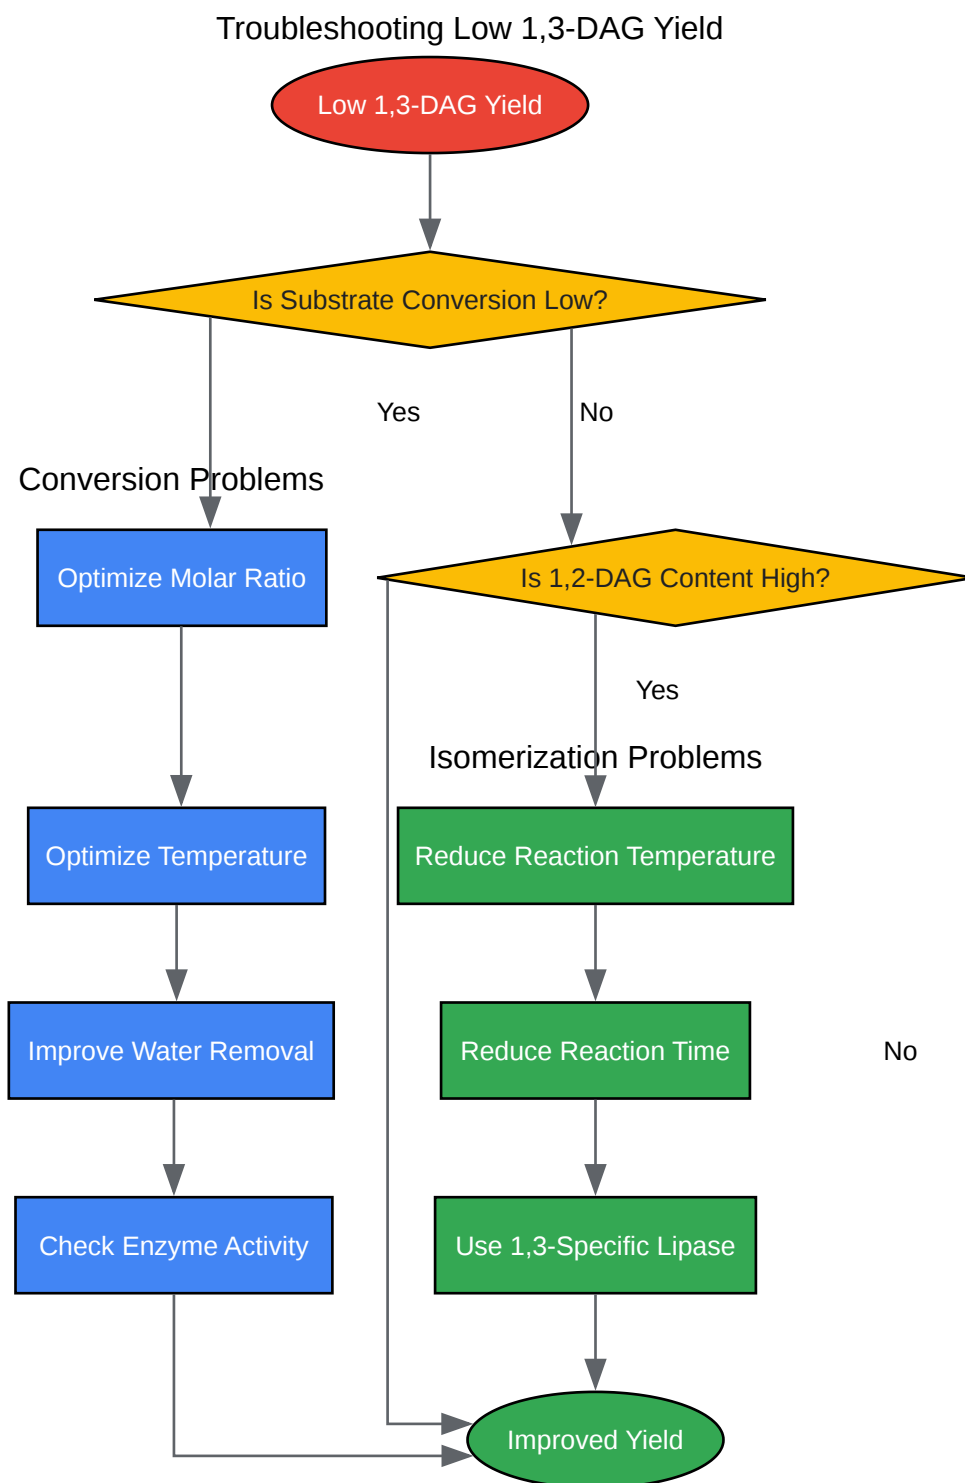 Troubleshooting Low 1,3-DAG Yield
Low 1,3-DAG Yield
Is Substrate Conversion Low?
Yes
No
Conversion Problems
Optimize Molar Ratio
Is 1,2-DAG Content High?
Yes
Isomerization Problems
Optimize Temperature
Reduce Reaction Temperature
Improve Water Removal
Reduce Reaction Time
No
Check Enzyme Activity
Use 1,3-Specific Lipase
Improved Yield